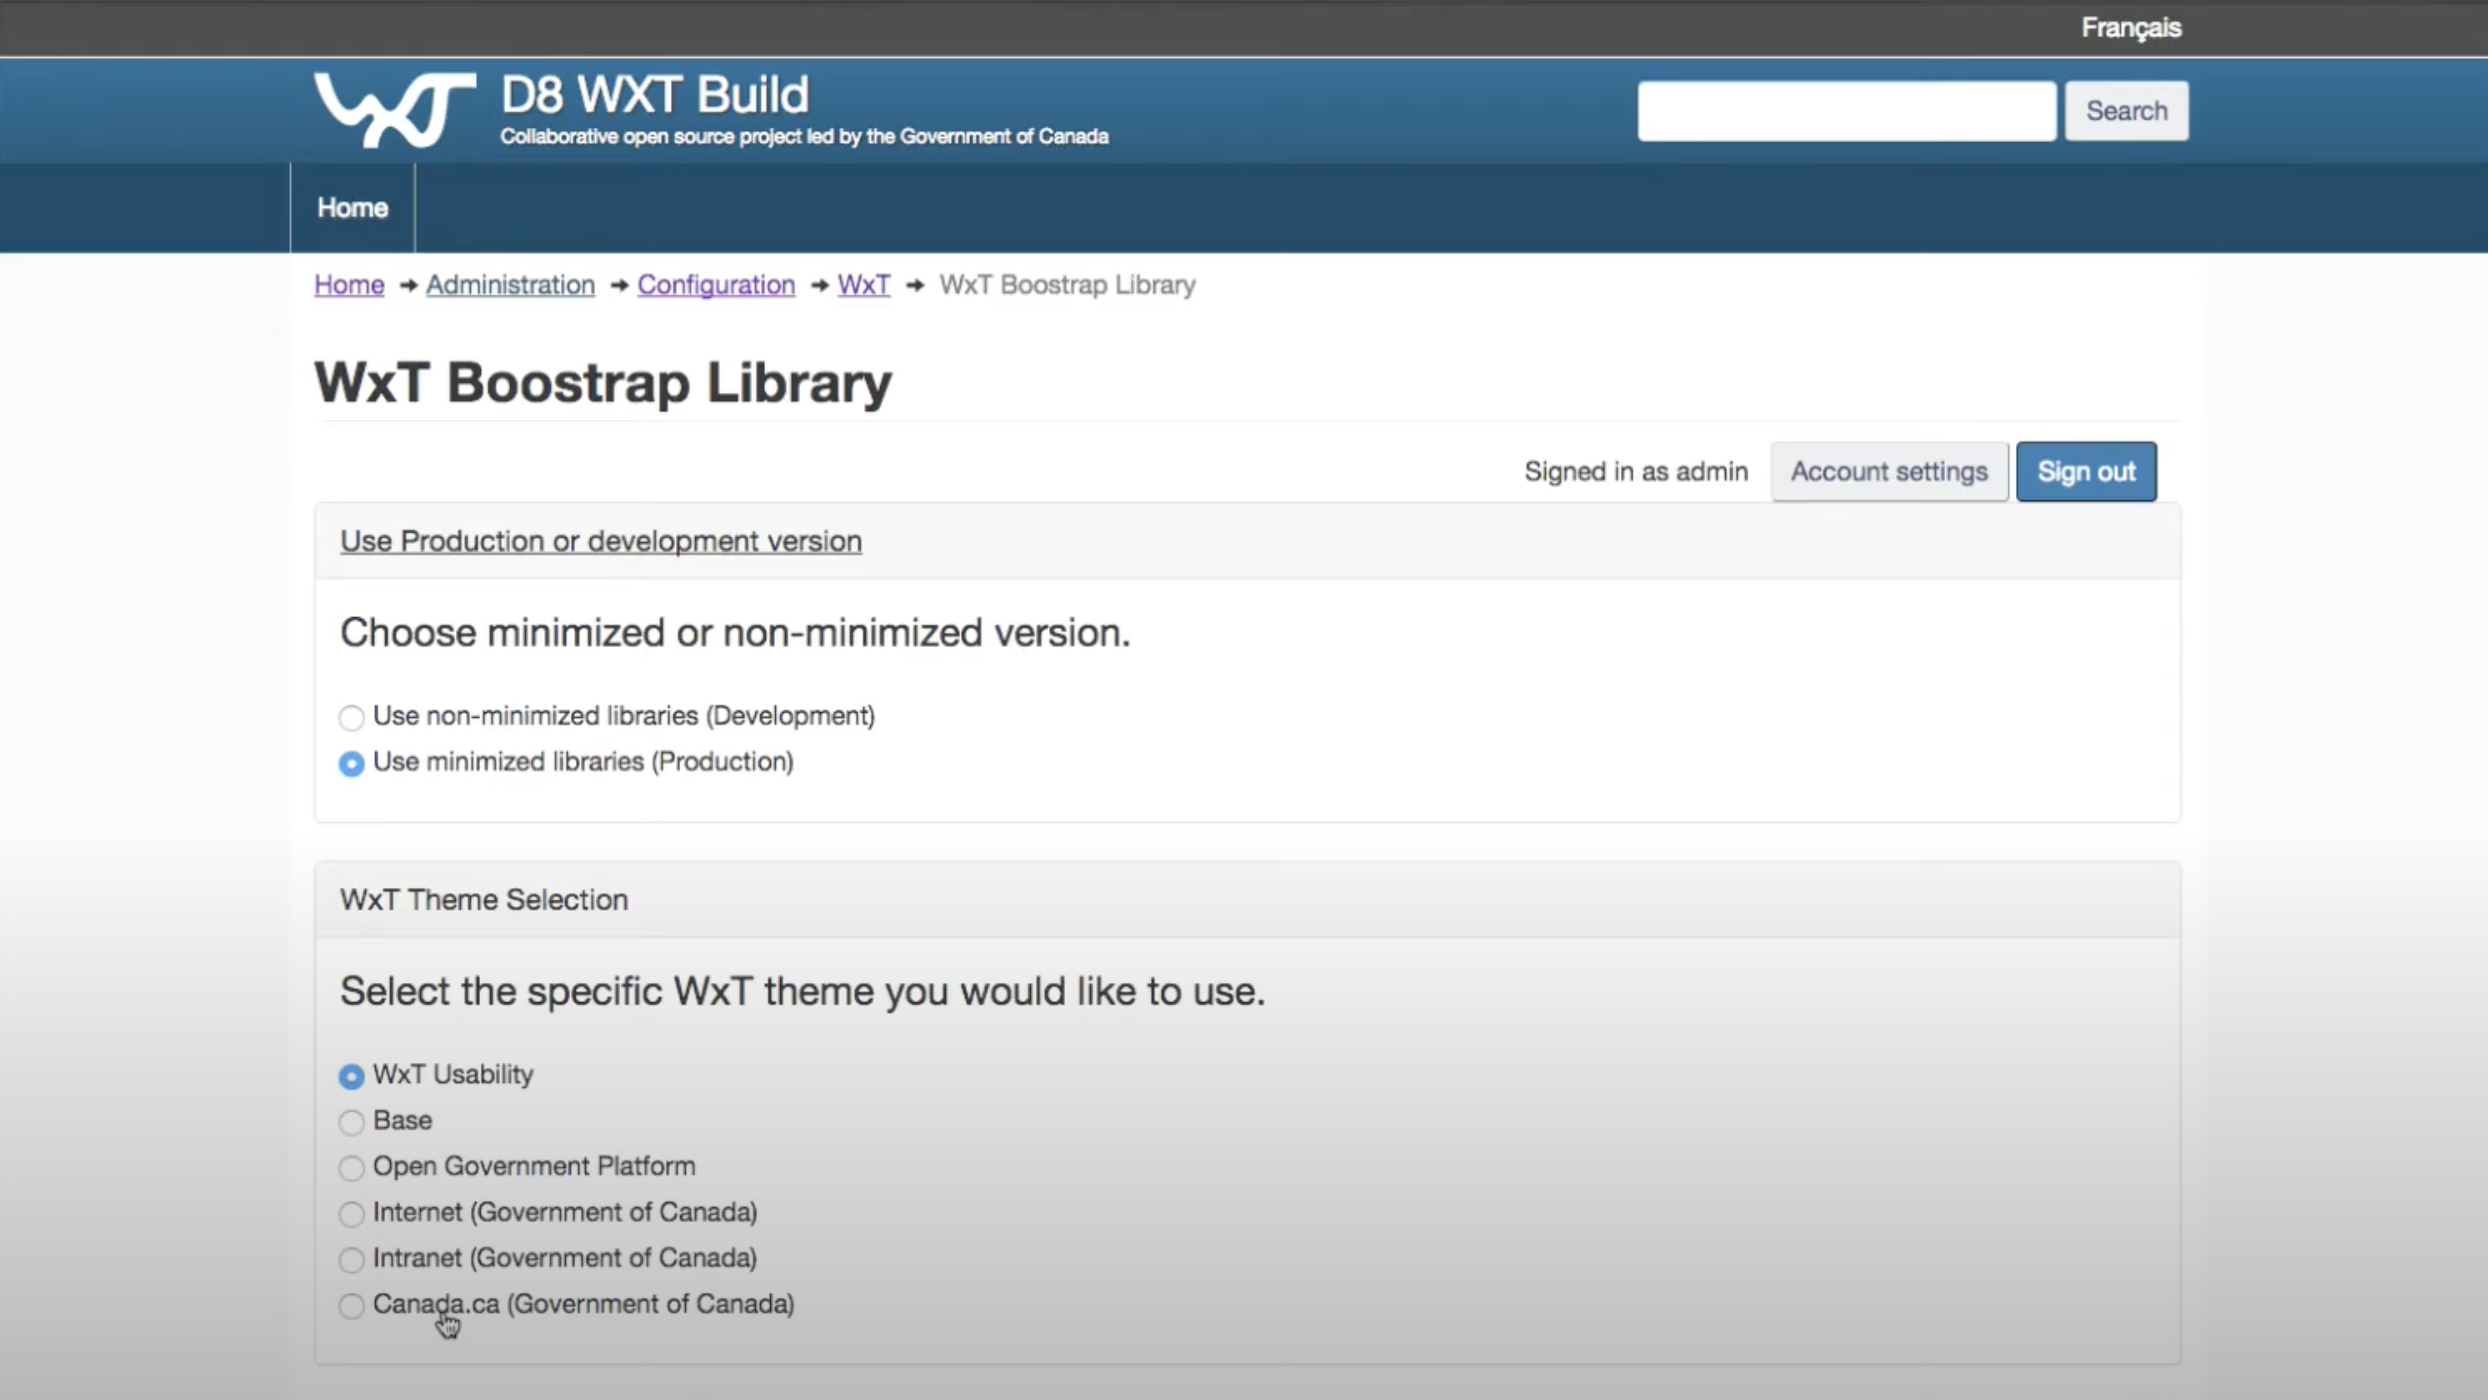 Français
WXT
D8 WXT Build
Collaborative open source project led by the Government of Canada
Search
Home
Home → Administration → Configuration → WxT → WxT Boostrap Library
WxT Boostrap Library
Signed in as admin Account settings Sign out
Use Production or development version
Choose minimized or non-minimized version.
Use non-minimized libraries (Development)
Use minimized libraries (Production)
WxT Theme Selection
Select the specific WxT theme you would like to use.
WxT Usability
Base
Open Government Platform
Internet (Government of Canada)
Intranet (Government of Canada)
Canada.ca (Government of Canada)